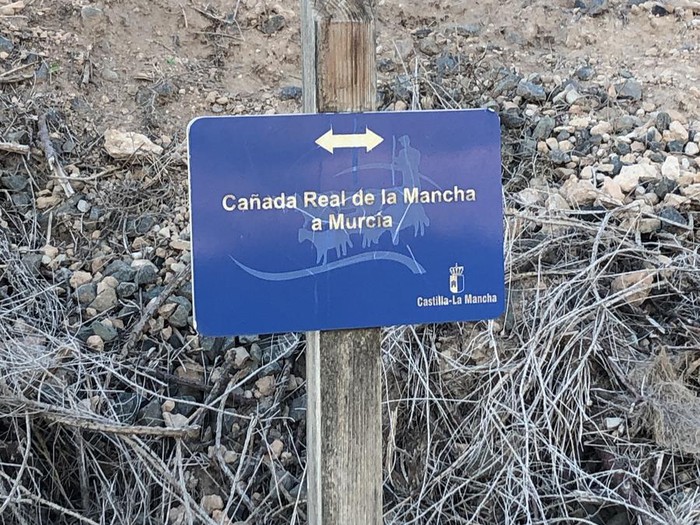 Cañada Real de la Mancha
a Murcia
Castilla-La Mancha